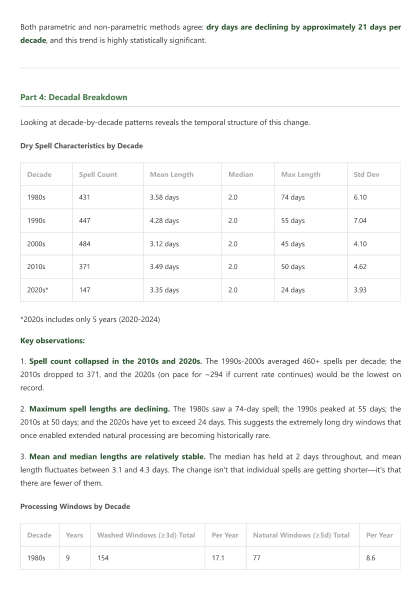 Both parametric and non-parametric methods agree: dry days are declining by approximately 21 days per
decade, and this trend is highly statistically significant.
Part 4: Decadal Breakdown
Looking at decade-by-decade patterns reveals the temporal structure of this change.
Dry Spell Characteristics by Decade
Decade Spell Count Mean Length Median Max Length Std Dev
1980s 431 3.58 days 2.0 74 days 6.10
1990s 447 4.28 days 2.0 55 days 7.04
2000s 484 3.12 days 2.0 45 days 4.10
2010s 371 3.49 days 2.0 50 days 4.62
2020s* 147 3.35 days 2.0 24 days 3.93
*2020s includes only 5 years (2020-2024)
Key observations:
1. Spell count collapsed in the 2010s and 2020s. The 1990s-2000s averaged 460+ spells per decade; the
2010s dropped to 371, and the 2020s (on pace for ~294 if current rate continues) would be the lowest on
record.
2. Maximum spell lengths are declining. The 1980s saw a 74-day spell; the 1990s peaked at 55 days; the
2010s at 50 days; and the 2020s have yet to exceed 24 days. This suggests the extremely long dry windows that
once enabled extended natural processing are becoming historically rare.
3. Mean and median lengths are relatively stable. The median has held at 2 days throughout, and mean
length fluctuates between 3.1 and 4.3 days. The change isn't that individual spells are getting shorter—it's that
there are fewer of them.
Processing Windows by Decade
Decade Years Washed Windows (≥3d) Total Per Year Natural Windows (≥5d) Total Per Year
1980s 9 154 17.1 77 8.6